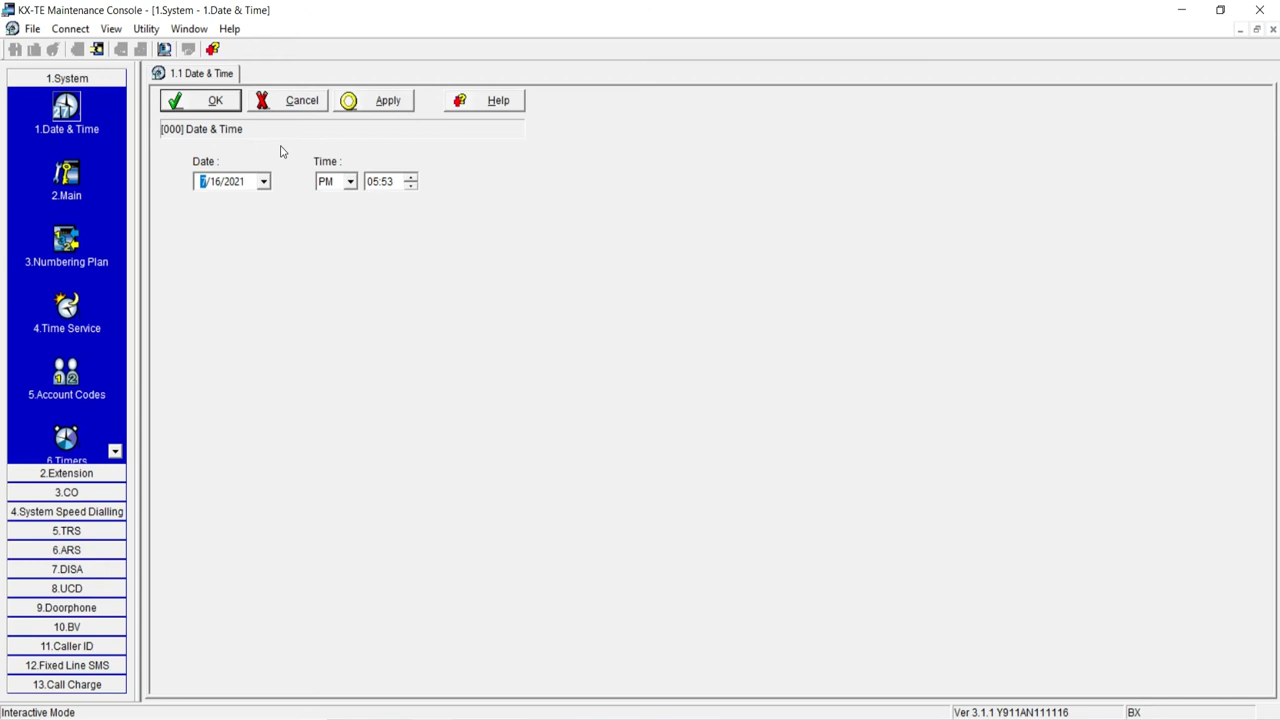 KX-TE Maintenance Console - [1.System - 1.Date & Time]
File Connect View Utility Window Help
1.System
1.Date & Time
2.Main
3.Numbering Plan
4.Time Service
5.Account Codes
6.Timers
2.Extension
3.CO
4.System Speed Dialling
5.TRS
6.ARS
7.DISA
8.UCD
9.Doorphone
10.BV
11.Caller ID
12.Fixed Line SMS
13.Call Charge
1.1 Date & Time
OK Cancel Apply Help
[000] Date & Time
Date : Time :
7/16/2021 PM 05:53
Interactive Mode Ver 3.1.1 Y911AN111116 BX